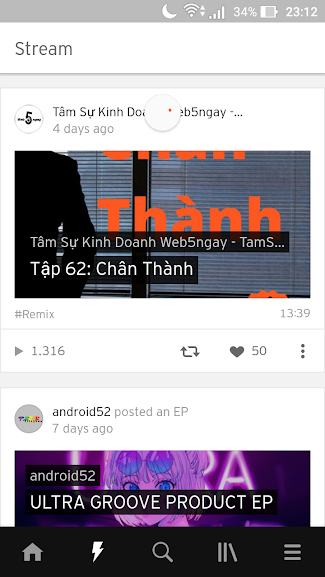 34% 23:12
Stream
Tâm Sự Kinh Doa eb5ngay -...
4 days ago
Chân
Thành
Tâm Sự Kinh Doanh Web5ngay - TamS...
Tập 62: Chân Thành
#Remix 13:39
1.316 50
android52 posted an EP
7 days ago
android52
ULTRA GROOVE PRODUCT EP